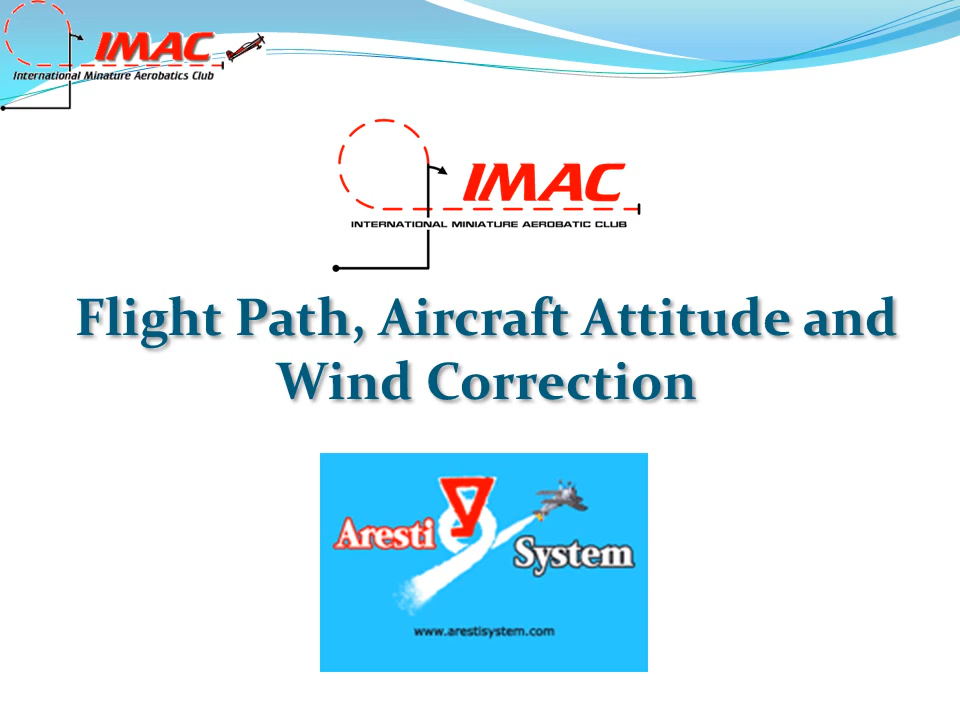 IMAC
International Minature Aerobatics Club
IMAC
INTERNATIONAL MINIATURE AEROBATIC CLUB
Flight Path, Aircraft Attitude and
Wind Correction
Aresti
System
www.arestisystem.com